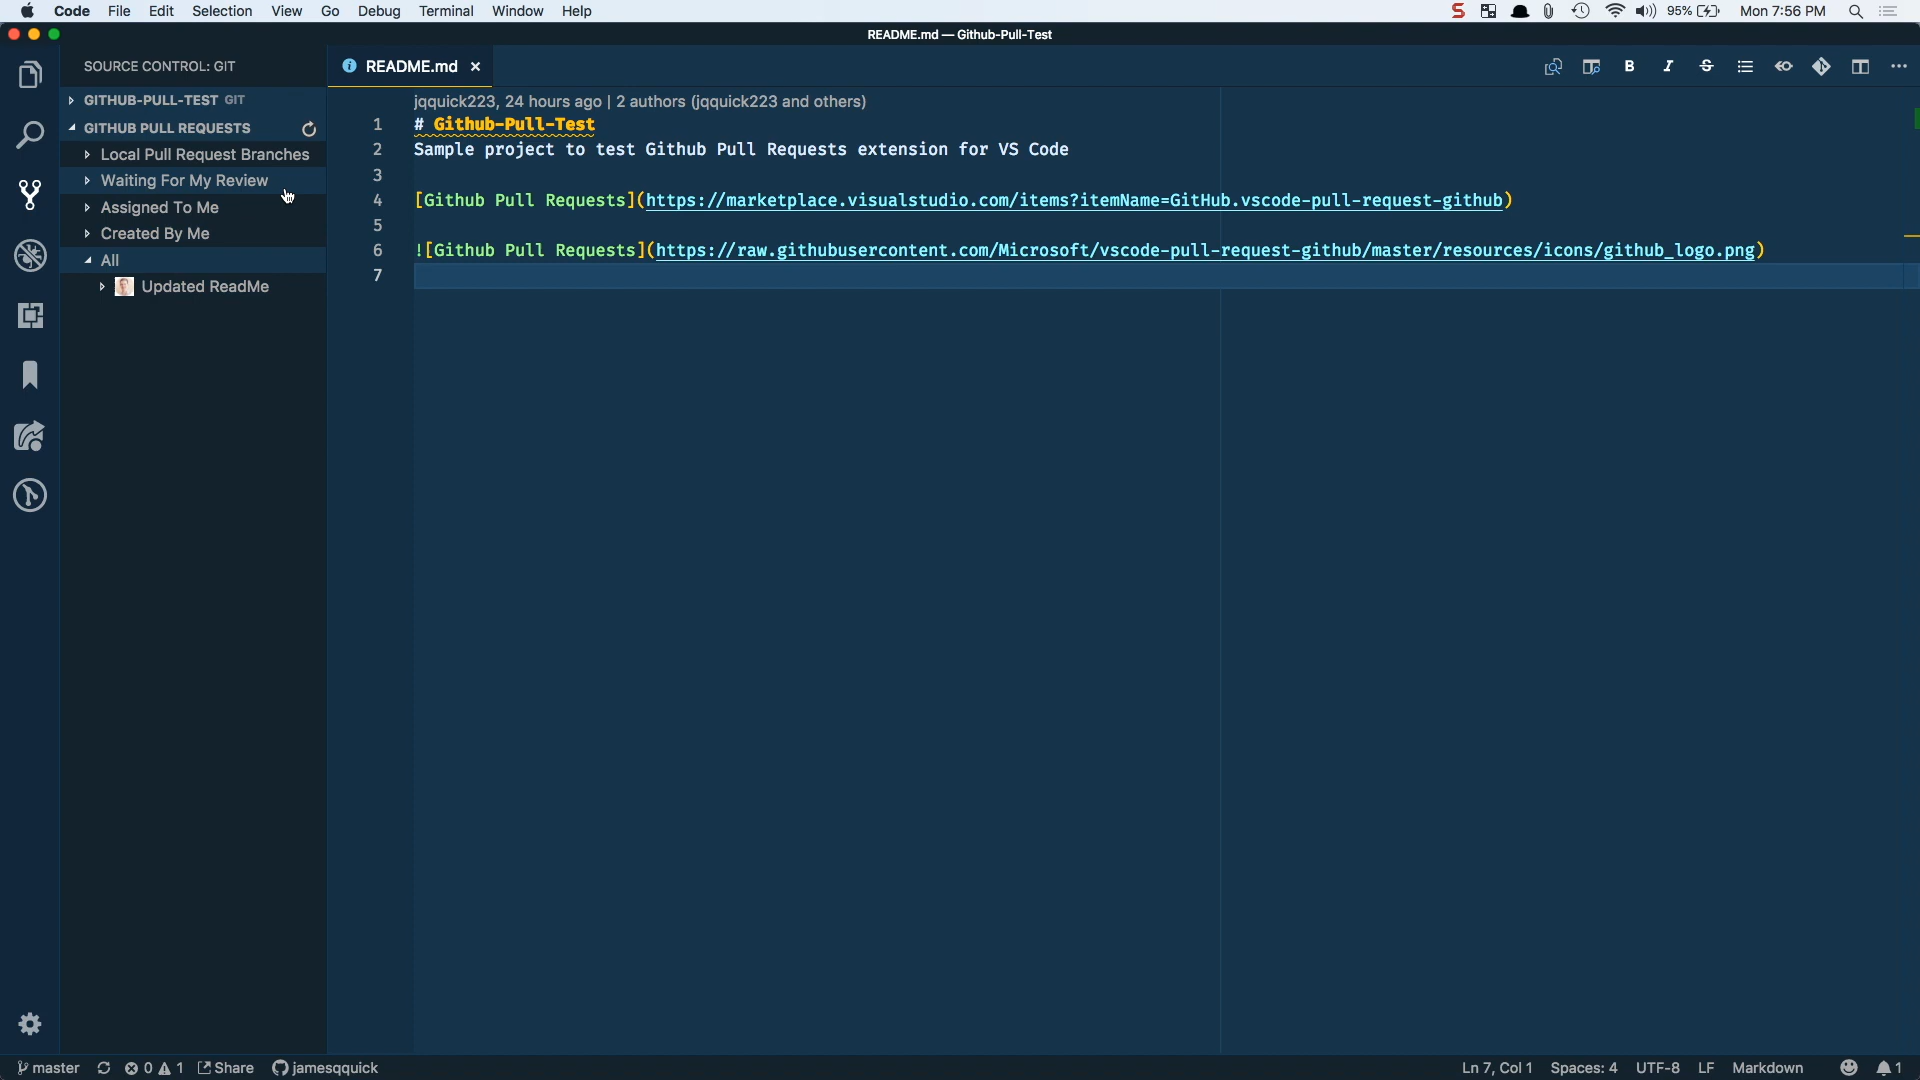 Code File Edit Selection View Go Debug Terminal Window Help
95% Mon 7:56 PM
README.md — Github-Pull-Test
SOURCE CONTROL: GIT
README.md
GITHUB-PULL-TEST GIT
GITHUB PULL REQUESTS
Local Pull Request Branches
Waiting For My Review
Assigned To Me
Created By Me
All
Updated ReadMe
jqquick223, 24 hours ago | 2 authors (jqquick223 and others)
1 # Github-Pull-Test
2 Sample project to test Github Pull Requests extension for VS Code
3
4 [Github Pull Requests](https://marketplace.visualstudio.com/items?itemName=GitHub.vscode-pull-request-github)
5
6 ![Github Pull Requests](https://raw.githubusercontent.com/Microsoft/vscode-pull-request-github/master/resources/icons/github_logo.png)
7
master 0 1 Share jamesqquick
Ln 7, Col 1 Spaces: 4 UTF-8 LF Markdown 1